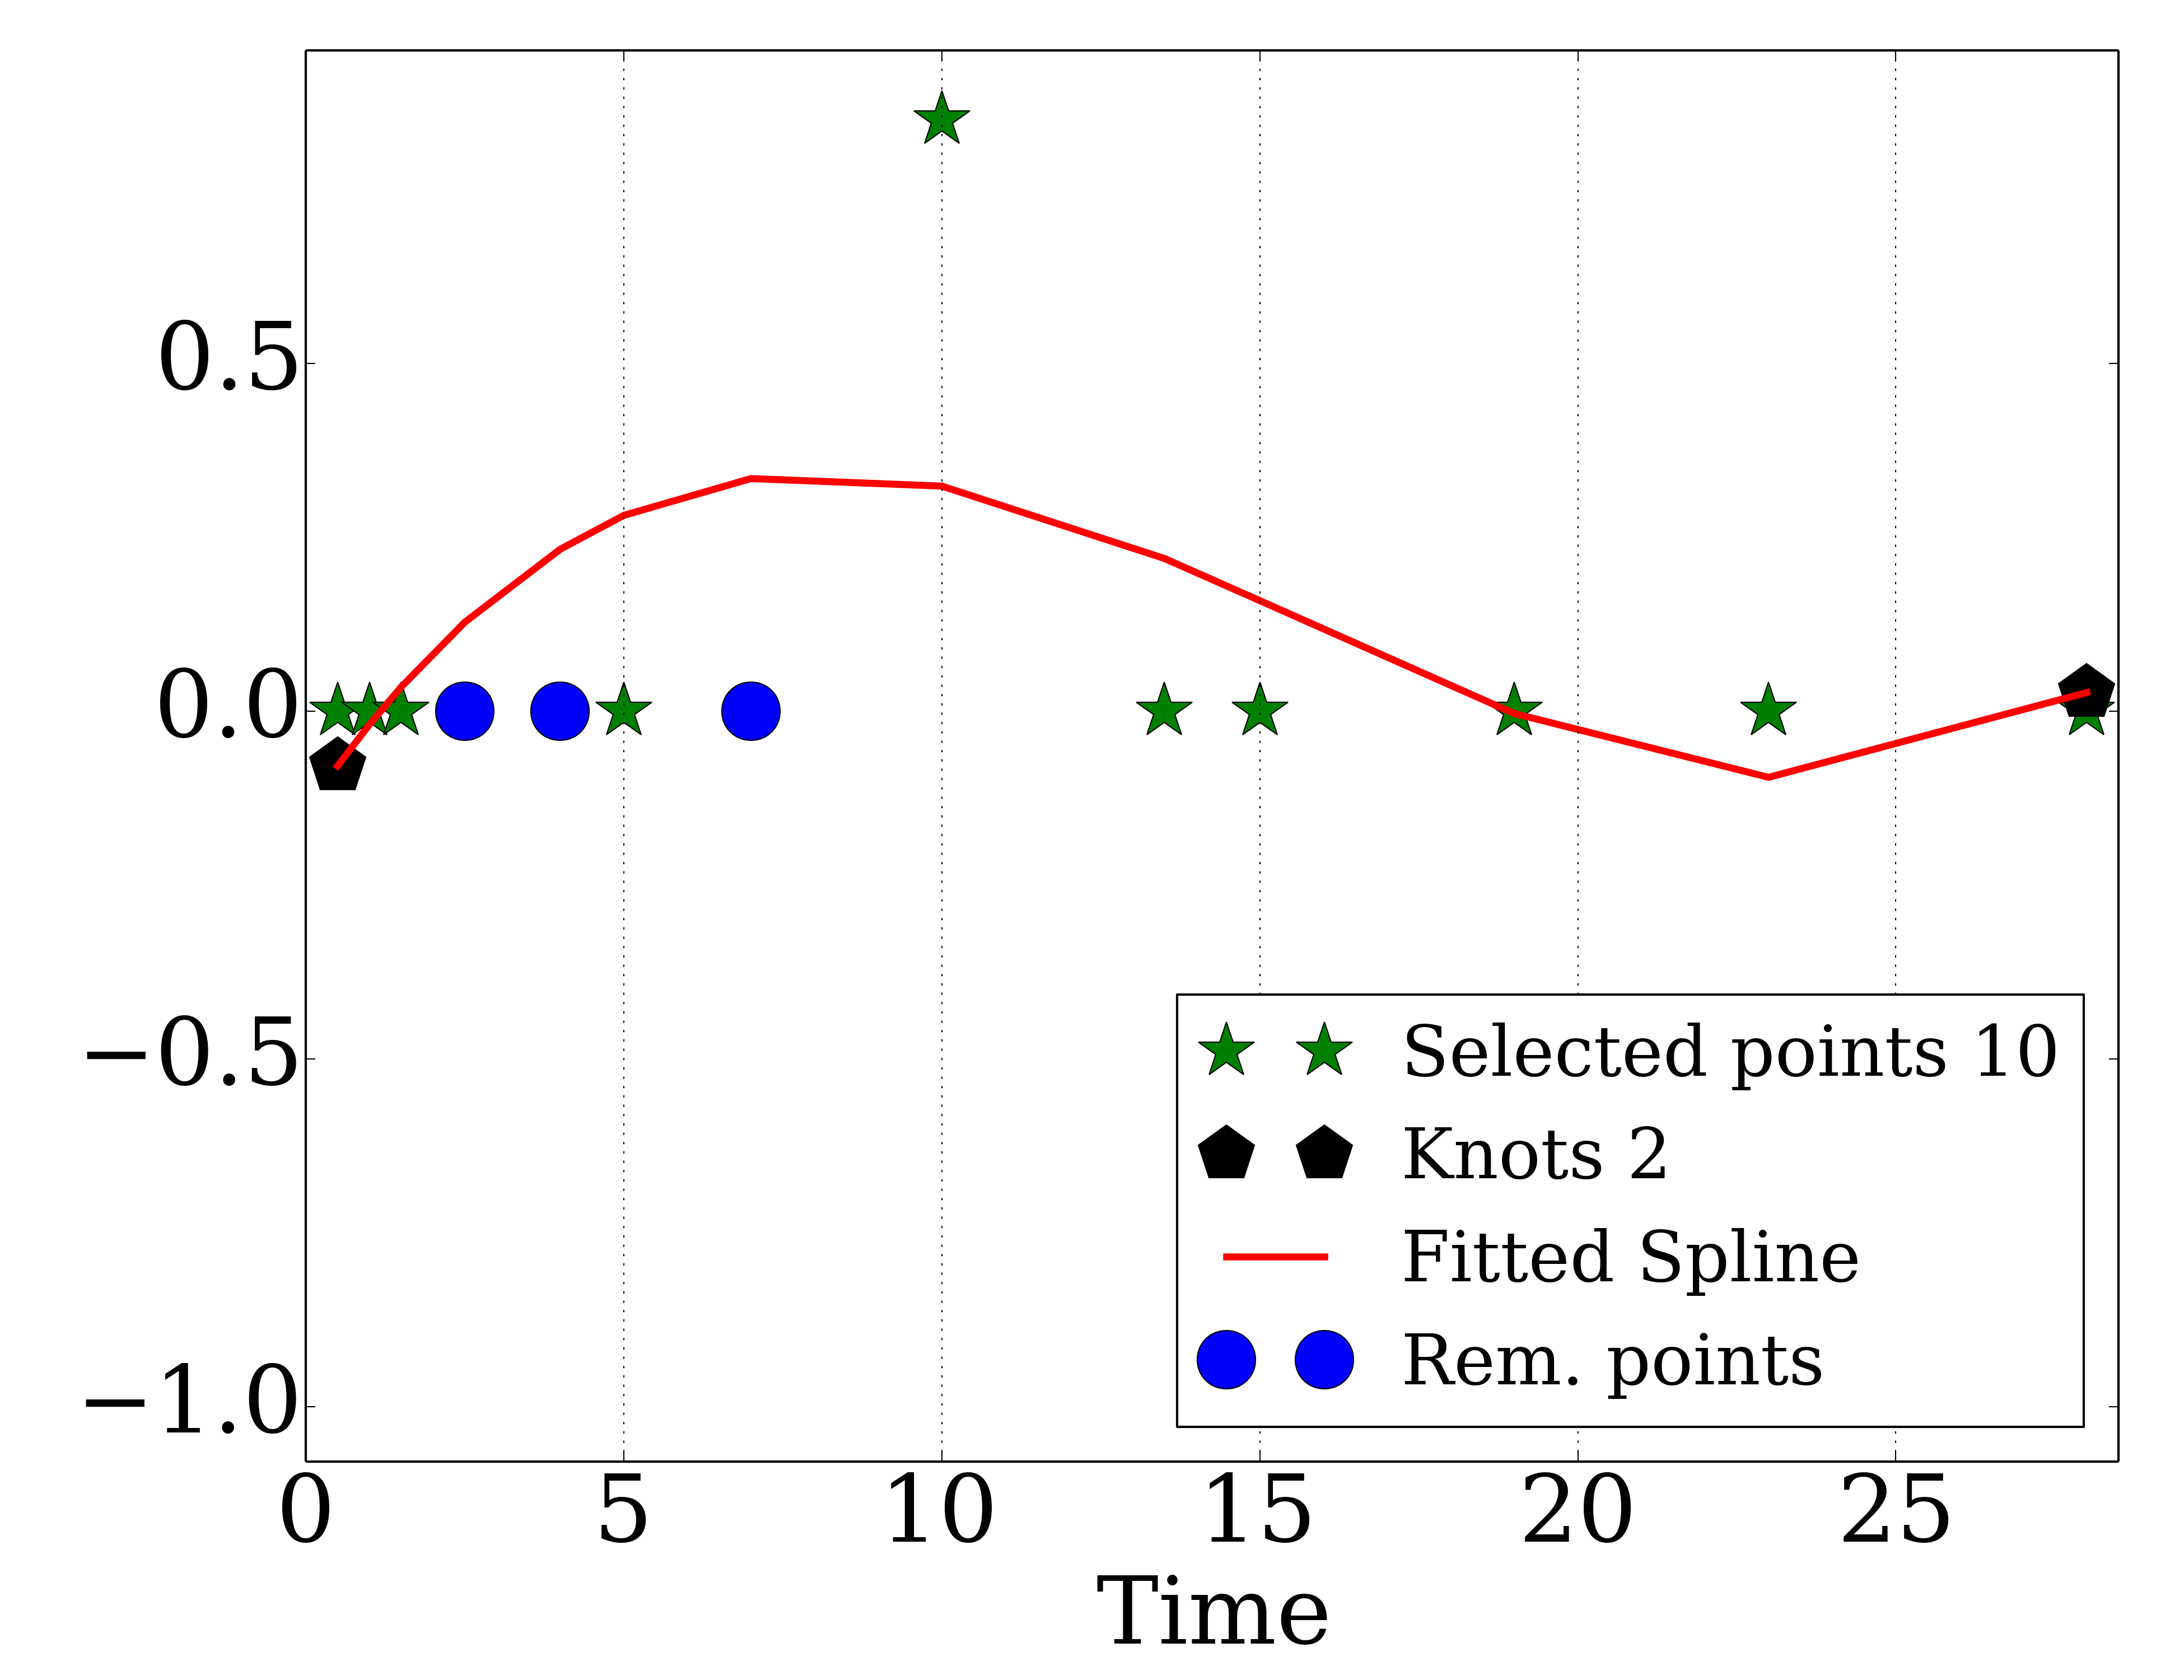 0.5
0.0
−0.5
−1.0
Selected points 10
Knots 2
Fitted Spline
Rem. points
0 5 10 15 20 25
Time